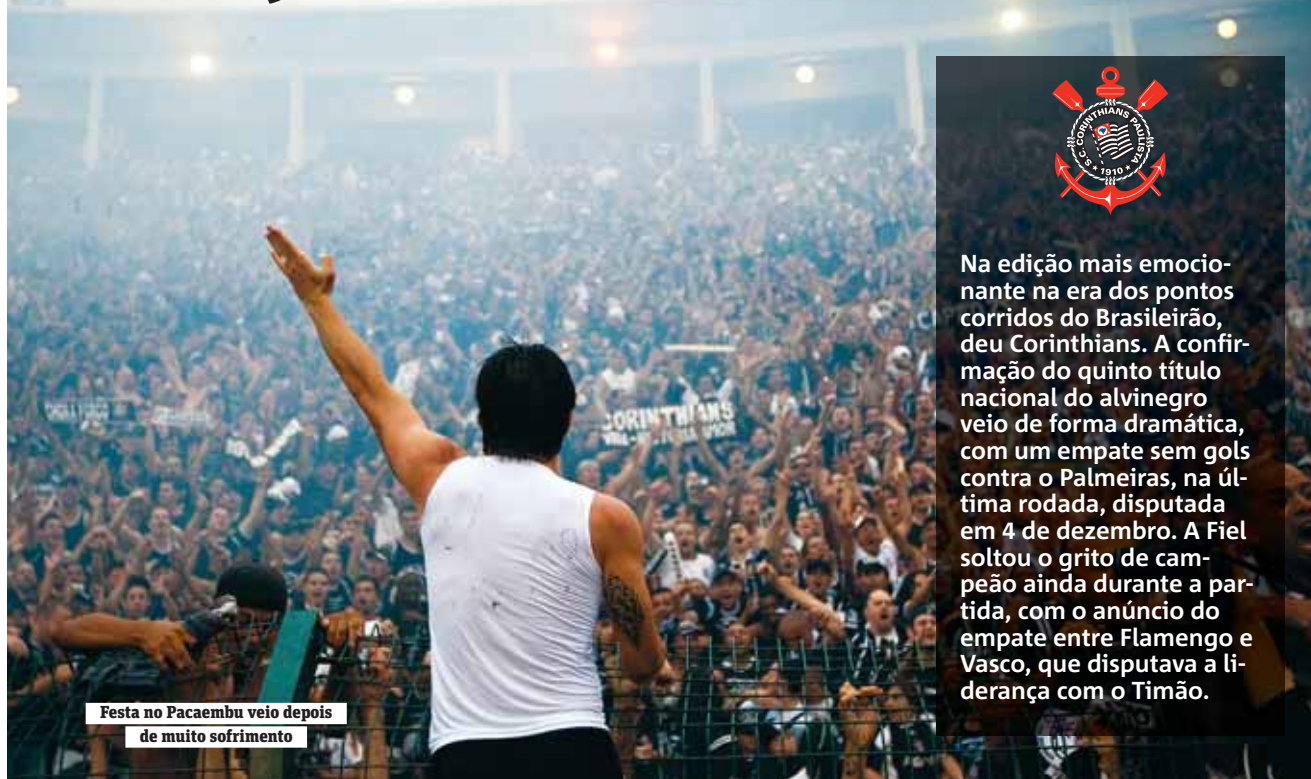 S.C. CORINTHIANS PAULISTA
1910
Na edição mais emocio-
nante na era dos pontos
corridos do Brasileirão,
deu Corinthians. A confir-
mação do quinto título
nacional do alvinegro
veio de forma dramática,
com um empate sem gols
contra o Palmeiras, na úl-
tima rodada, disputada
em 4 de dezembro. A Fiel
soltou o grito de cam-
peão ainda durante a par-
tida, com o anúncio do
empate entre Flamengo e
Vasco, que disputava a li-
derança com o Timão.
CORINTHIANS
Festa no Pacaembu veio depois
de muito sofrimento